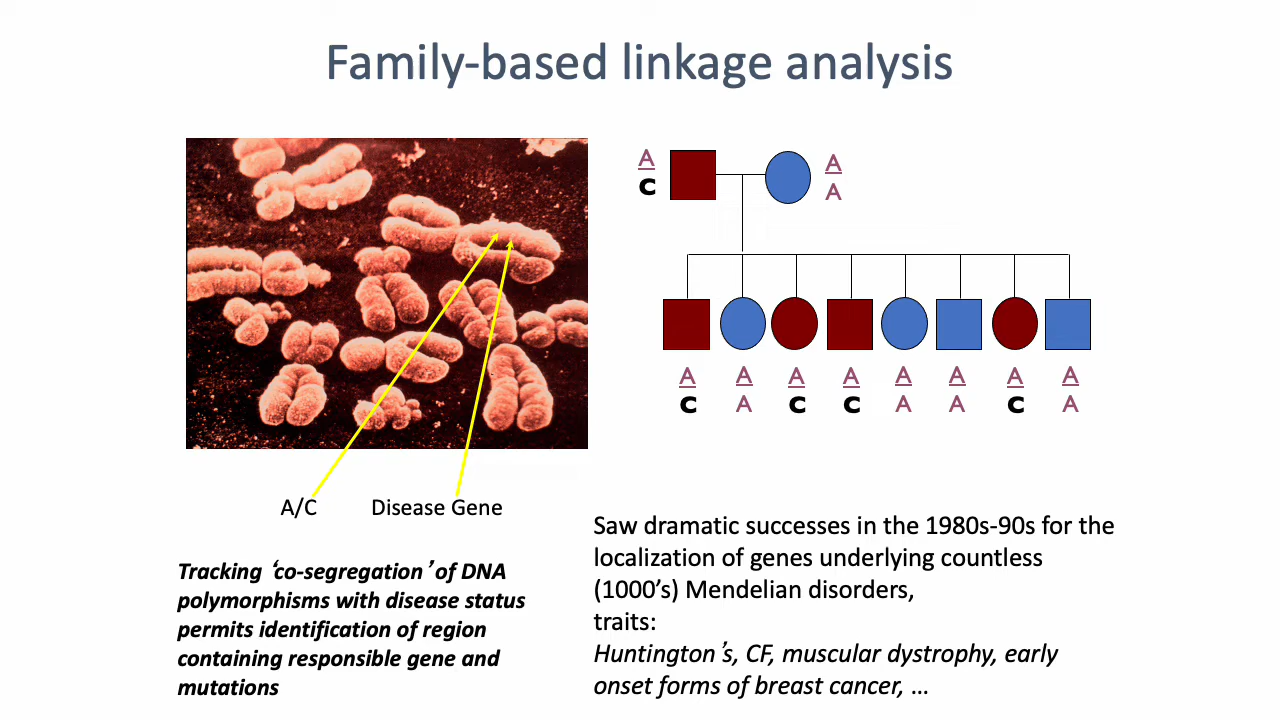 Family-based linkage analysis
A
C
A
A
A
C
A
A
A
C
A
C
A
A
A
A
A
C
A
A
A/C
Disease Gene
Tracking ‘co-segregation’ of DNA
polymorphisms with disease status
permits identification of region
containing responsible gene and
mutations
Saw dramatic successes in the 1980s-90s for the
localization of genes underlying countless
(1000’s) Mendelian disorders,
traits:
Huntington’s, CF, muscular dystrophy, early
onset forms of breast cancer, …